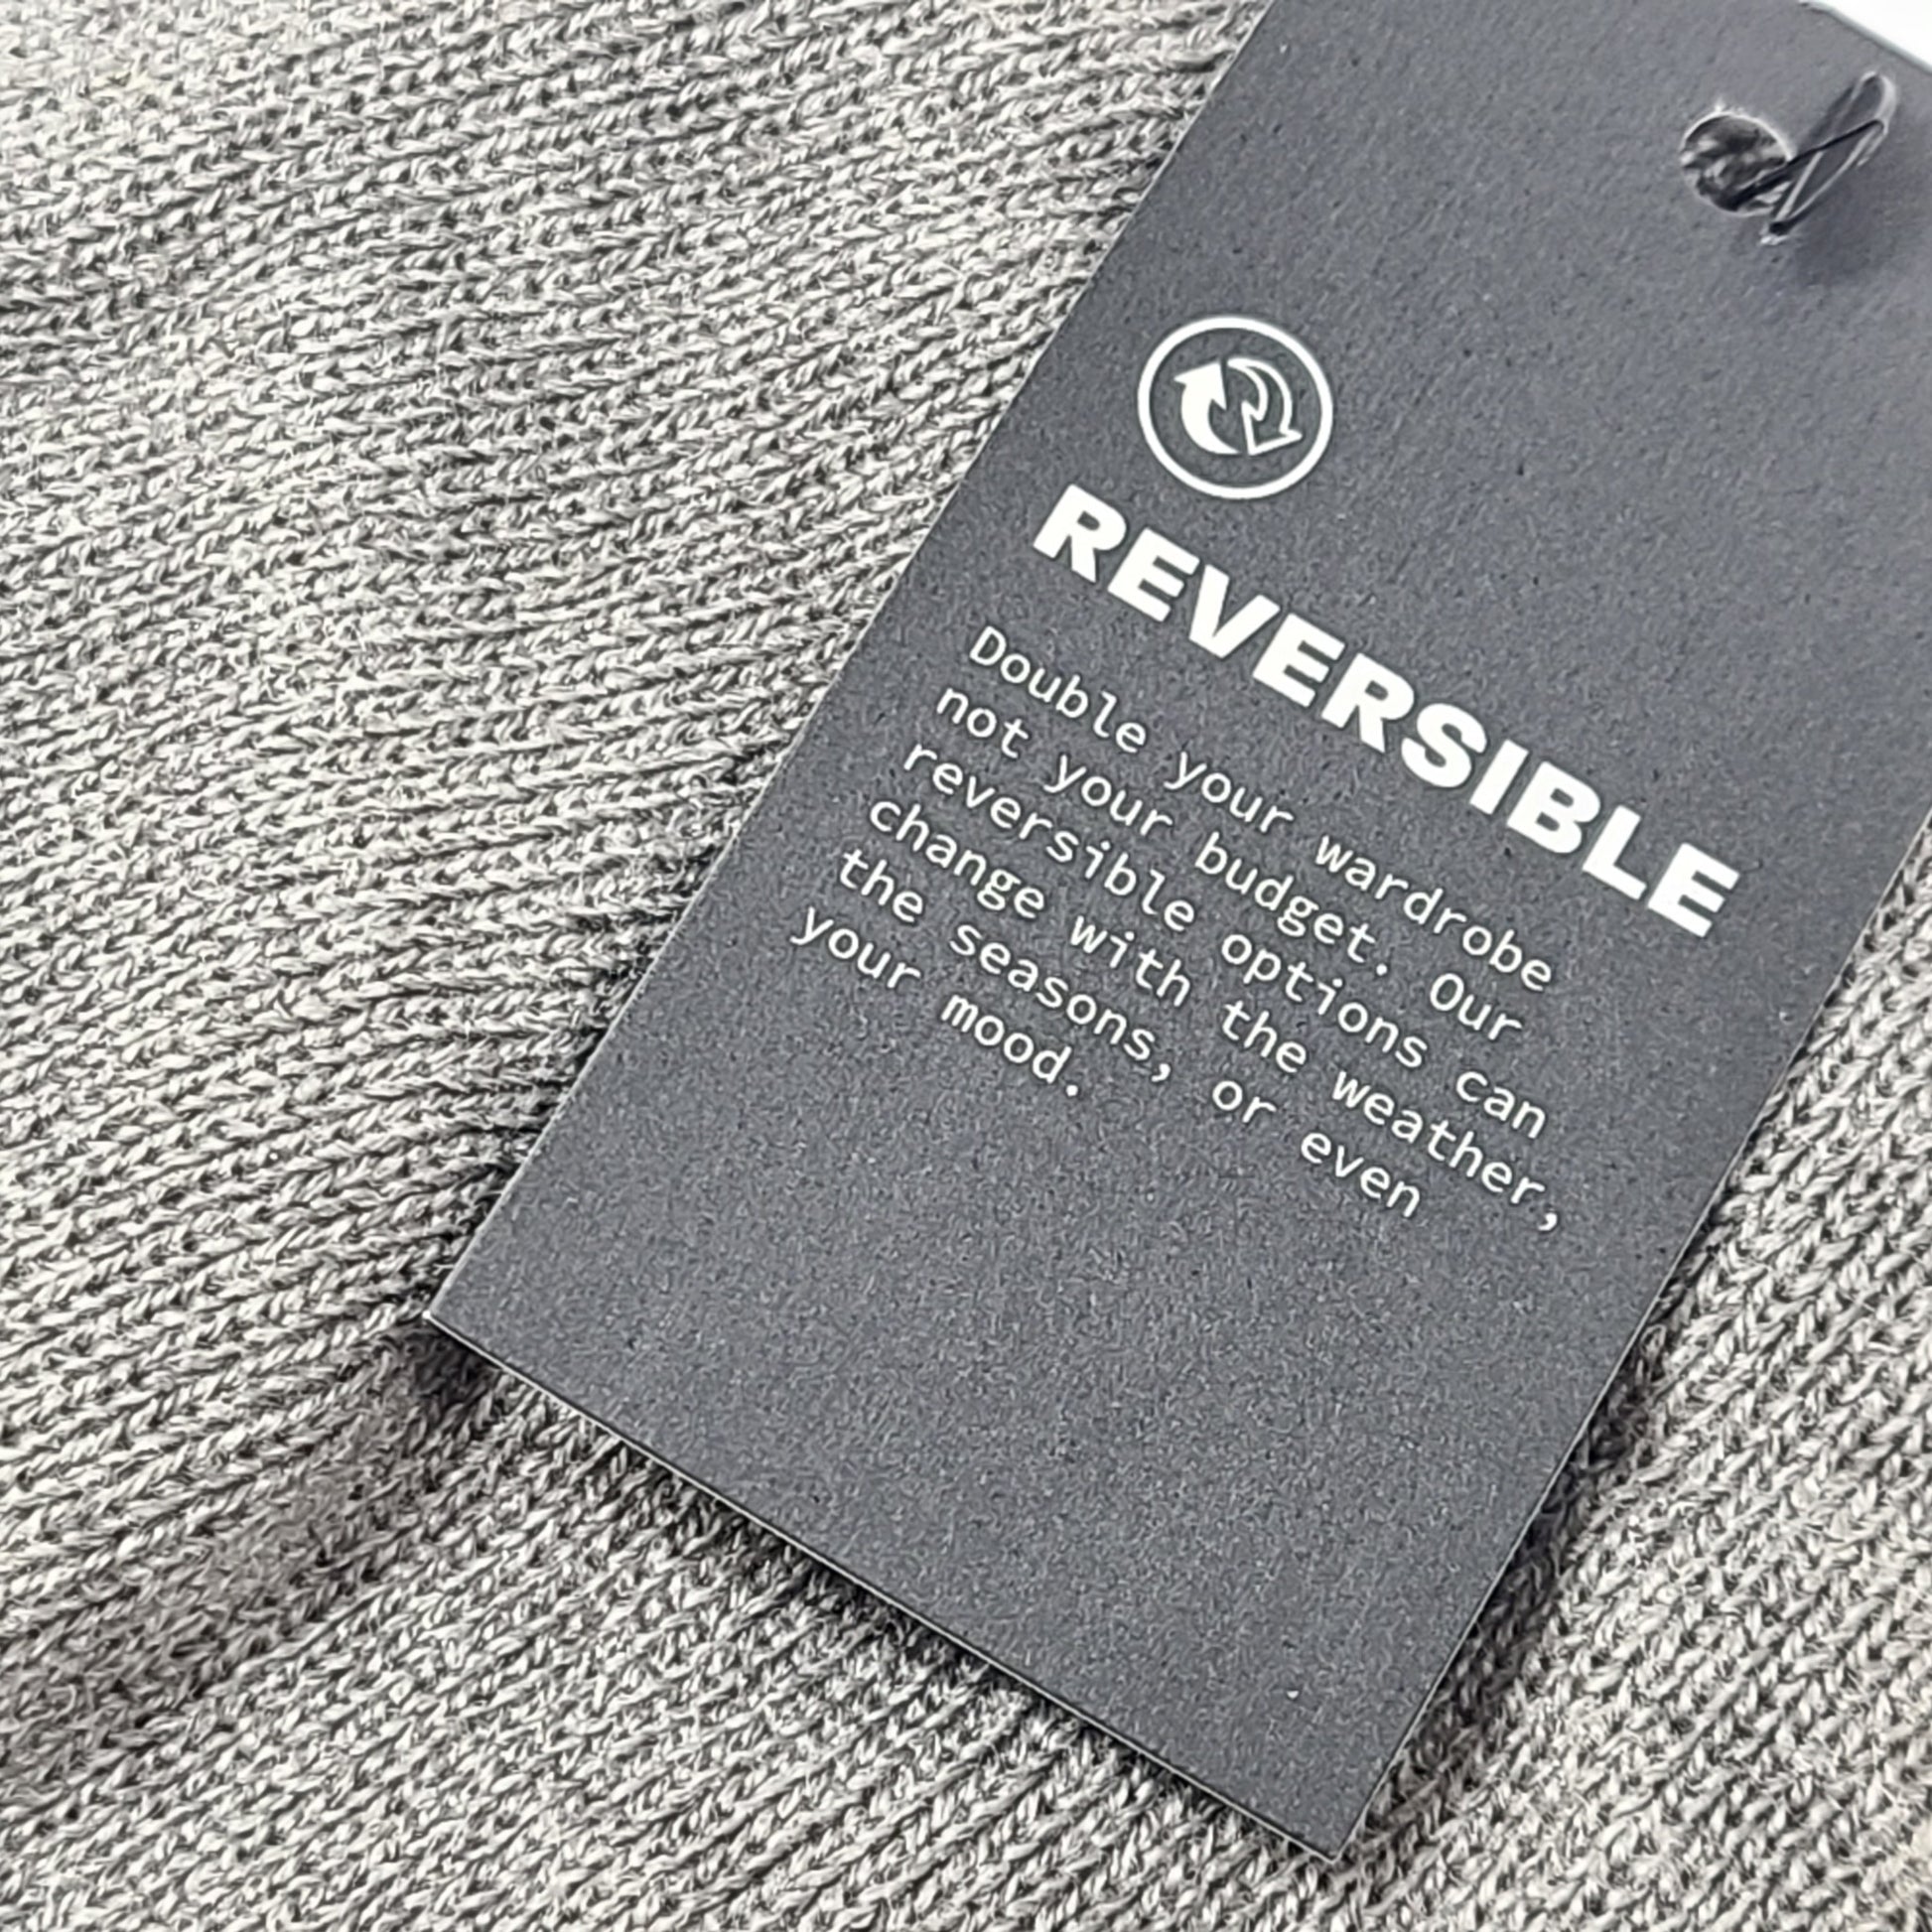 REVERSIBLE
Double your wardrobe
not your budget. Our
reversible options can
change with the weather,
the seasons, or even
your mood.